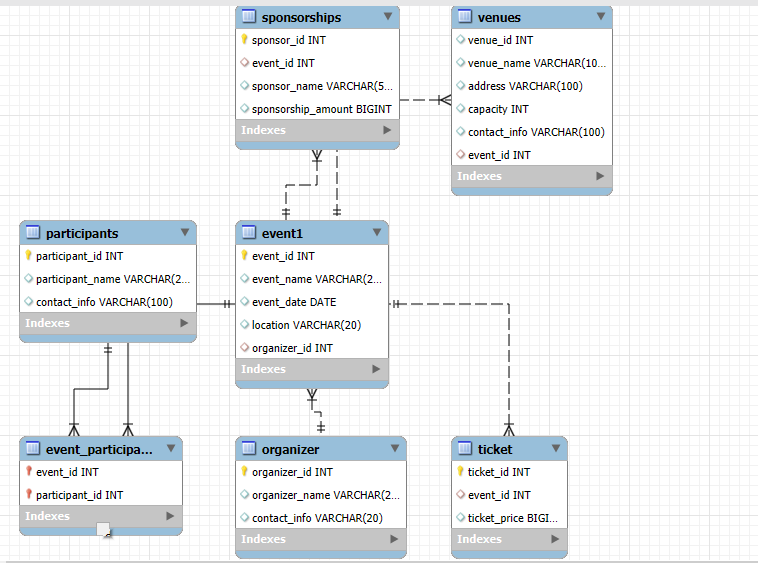 sponsorships
sponsor_id INT
event_id INT
sponsor_name VARCHAR(5...
sponsorship_amount BIGINT
Indexes
venues
venue_id INT
venue_name VARCHAR(10...
address VARCHAR(100)
capacity INT
contact_info VARCHAR(100)
event_id INT
Indexes
participants
participant_id INT
participant_name VARCHAR(2...
contact_info VARCHAR(100)
Indexes
event1
event_id INT
event_name VARCHAR(2...
event_date DATE
location VARCHAR(20)
organizer_id INT
Indexes
event_participa...
event_id INT
participant_id INT
Indexes
organizer
organizer_id INT
organizer_name VARCHAR(2...
contact_info VARCHAR(20)
Indexes
ticket
ticket_id INT
event_id INT
ticket_price BIGI...
Indexes